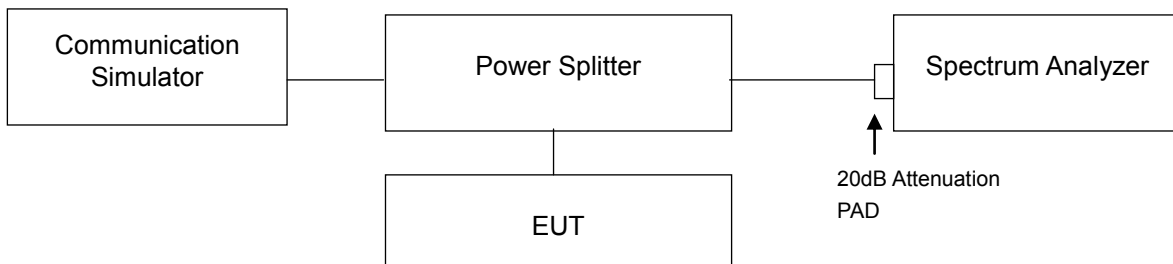 Communication
Simulator
Power Splitter
Spectrum Analyzer
20dB Attenuation
PAD
EUT